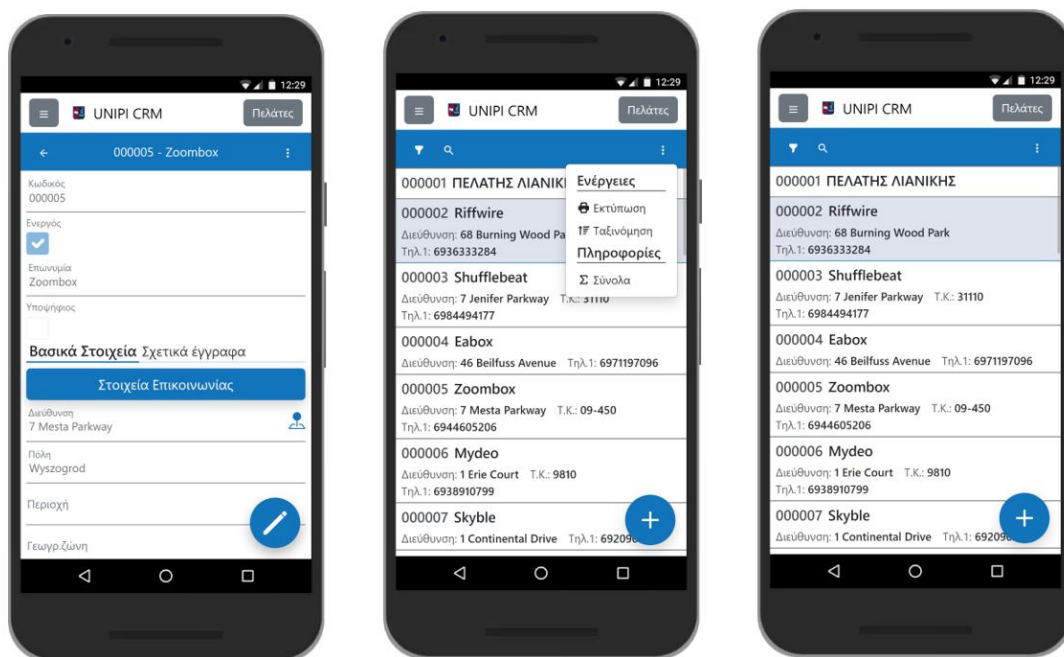 12:29
UNIPI CRM Πελάτες
000005 - Zoombox
Κωδικός
000005
Ενεργός
Επωνυμία
Zoombox
Υποψήφιος
Βασικά Στοιχεία Σχετικά έγγραφα
Στοιχεία Επικοινωνίας
Διεύθυνση
7 Mesta Parkway
Πόλη
Wyszogrod
Περιοχή
Γεωγρ.ζώνη
12:29
UNIPI CRM Πελάτες
000001 ΠΕΛΑΤΗΣ ΛΙΑΝΙΚ
000002 Riffwire
Διεύθυνση: 68 Burning Wood Pa
Τηλ.1: 6936333284
Ενέργειες
Εκτύπωση
Ταξινόμηση
Πληροφορίες
Σ Σύνολα
000003 Shufflebeat
Διεύθυνση: 7 Jenifer Parkway Τ.Κ.: 31110
Τηλ.1: 6984494177
000004 Eabox
Διεύθυνση: 46 Beilfuss Avenue Τηλ.1: 6971197096
000005 Zoombox
Διεύθυνση: 7 Mesta Parkway Τ.Κ.: 09-450
Τηλ.1: 6944605206
000006 Mydeo
Διεύθυνση: 1 Erie Court Τ.Κ.: 9810
Τηλ.1: 6938910799
000007 Skyble
Διεύθυνση: 1 Continental Drive Τηλ.1:
12:29
UNIPI CRM Πελάτες
000001 ΠΕΛΑΤΗΣ ΛΙΑΝΙΚΗΣ
000002 Riffwire
Διεύθυνση: 68 Burning Wood Park
Τηλ.1: 6936333284
000003 Shufflebeat
Διεύθυνση: 7 Jenifer Parkway Τ.Κ.: 31110
Τηλ.1: 6984494177
000004 Eabox
Διεύθυνση: 46 Beilfuss Avenue Τηλ.1: 6971197096
000005 Zoombox
Διεύθυνση: 7 Mesta Parkway Τ.Κ.: 09-450
Τηλ.1: 6944605206
000006 Mydeo
Διεύθυνση: 1 Erie Court Τ.Κ.: 9810
Τηλ.1: 6938910799
000007 Skyble
Διεύθυνση: 1 Continental Drive Τηλ.1: